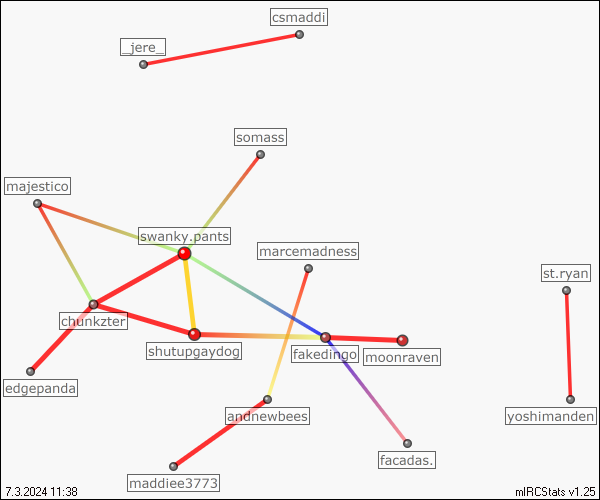 csmaddi
_jere_
somass
majestico
swanky.pants
marcemadness
st.ryan
chunkzter
shutupgaydog
fakedingo
moonraven
edgepanda
andnewbees
yoshimanden
facadas.
maddiee3773
7.3.2024 11:38
mIRCStats v1.25